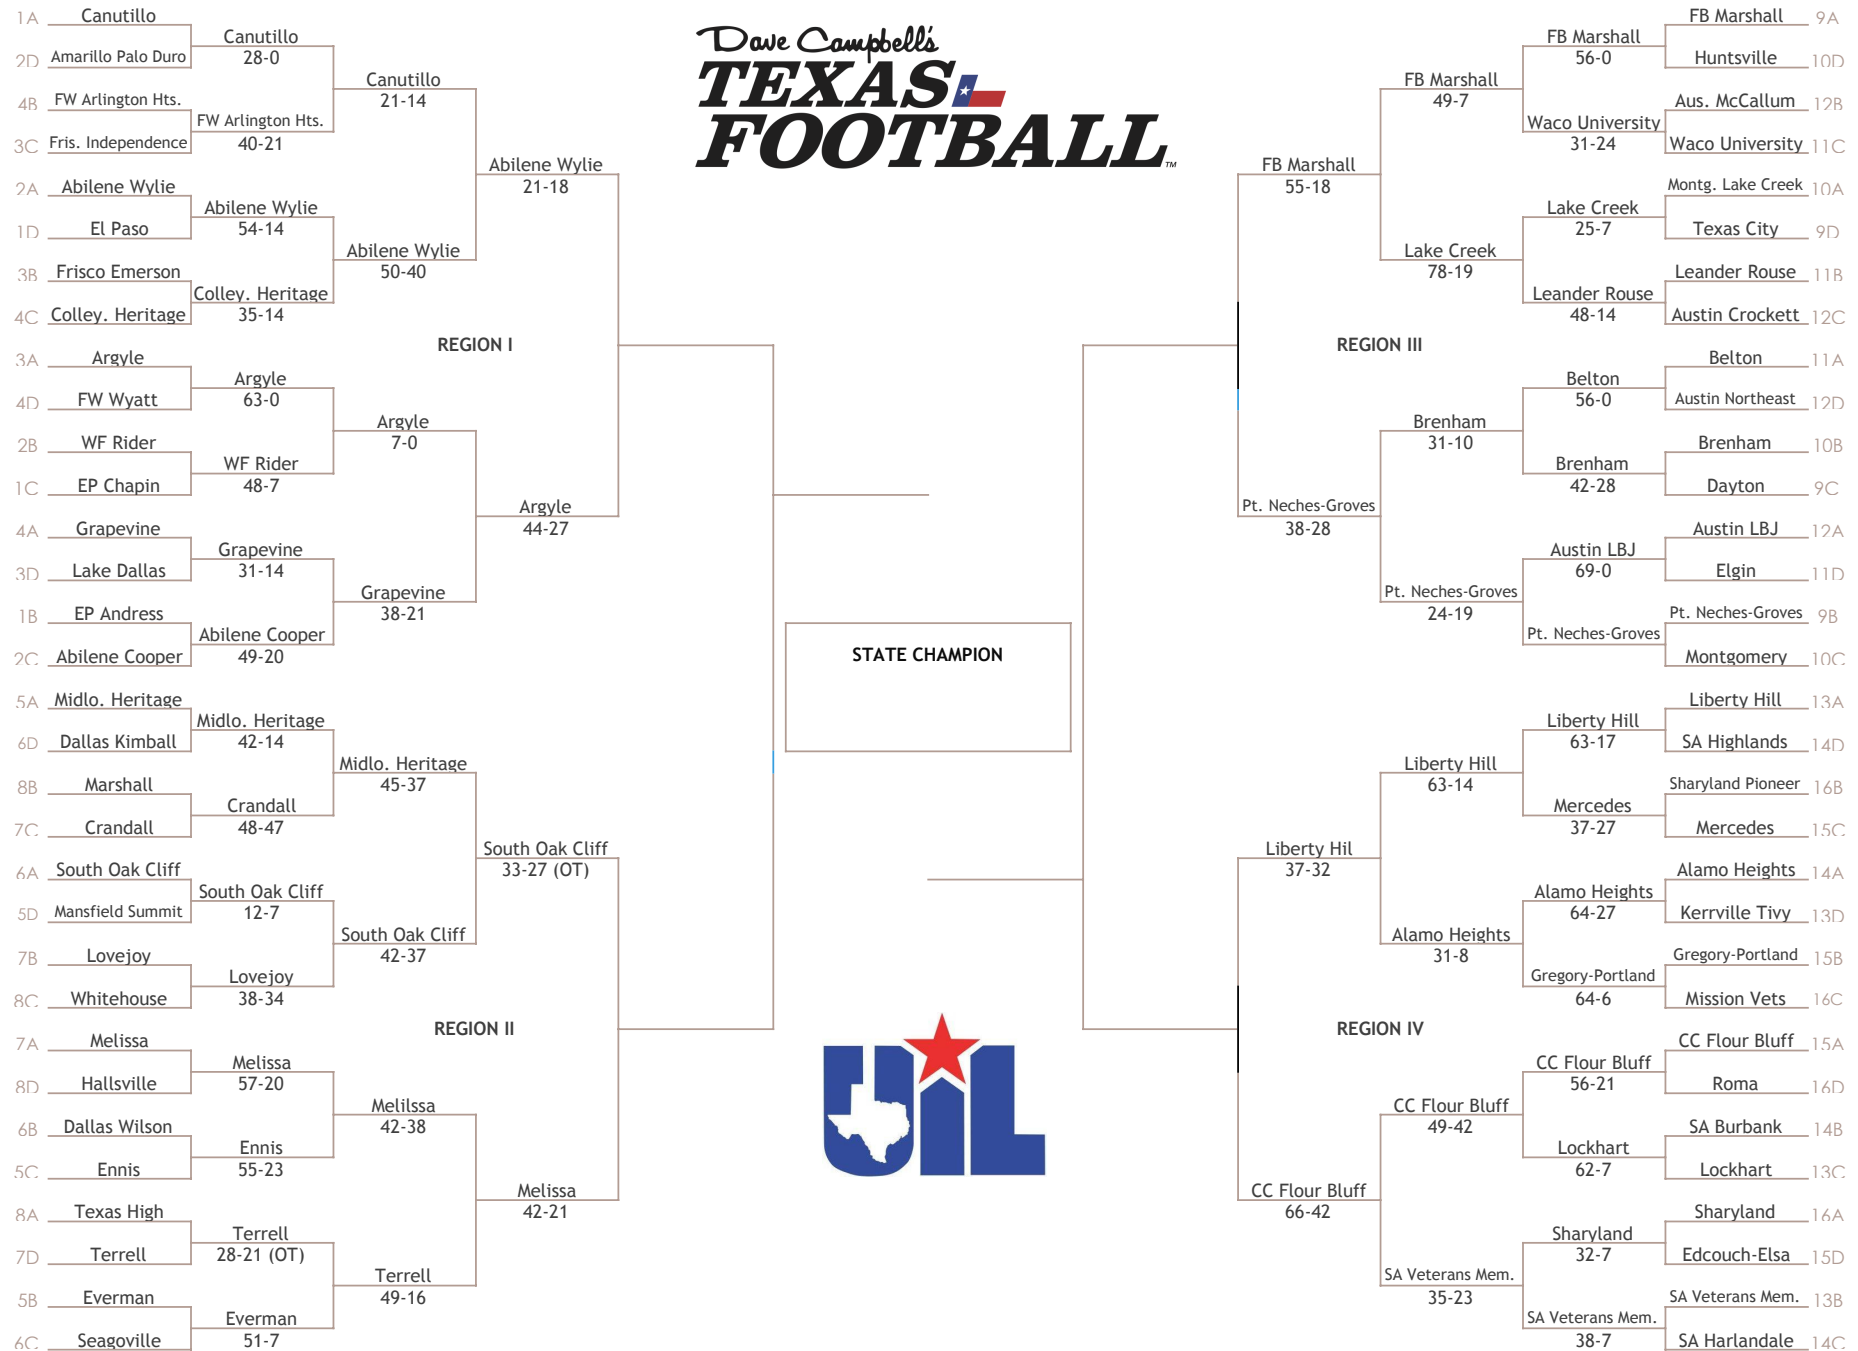 Dave Campbell's
TEXAS
FOOTBALL™
1A Canutillo
2D Amarillo Palo Duro
4B FW Arlington Hts.
3C Fris. Independence
2A Abilene Wylie
1D El Paso
3B Frisco Emerson
4C Colley. Heritage
3A Argyle
4D FW Wyatt
2B WF Rider
1C EP Chapin
4A Grapevine
3D Lake Dallas
1B EP Andress
2C Abilene Cooper
5A Midlo. Heritage
6D Dallas Kimball
8B Marshall
7C Crandall
6A South Oak Cliff
5D Mansfield Summit
7B Lovejoy
8C Whitehouse
7A Melissa
8D Hallsville
6B Dallas Wilson
5C Ennis
8A Texas High
7D Terrell
5B Everman
6C Seagoville
Canutillo
28-0
FW Arlington Hts.
40-21
Abilene Wylie
54-14
Colley. Heritage
35-14
Argyle
63-0
WF Rider
48-7
Grapevine
31-14
Abilene Cooper
49-20
Midlo. Heritage
42-14
Crandall
48-47
South Oak Cliff
12-7
Lovejoy
38-34
Melissa
57-20
Ennis
55-23
Terrell
28-21 (OT)
Everman
51-7
Canutillo
21-14
Abilene Wylie
50-40
Argyle
7-0
Grapevine
38-21
Midlo. Heritage
45-37
South Oak Cliff
42-37
Melilssa
42-38
Terrell
49-16
Abilene Wylie
21-18
REGION I
Argyle
44-27
South Oak Cliff
33-27 (OT)
REGION II
Melissa
42-21
STATE CHAMPION
UIL
FB Marshall
55-18
REGION III
Pt. Neches-Groves
38-28
Liberty Hil
37-32
REGION IV
CC Flour Bluff
66-42
FB Marshall
49-7
Lake Creek
78-19
Brenham
31-10
Pt. Neches-Groves
24-19
Liberty Hill
63-14
Alamo Heights
31-8
CC Flour Bluff
49-42
SA Veterans Mem.
35-23
FB Marshall
56-0
Waco University
31-24
Lake Creek
25-7
Leander Rouse
48-14
Belton
56-0
Brenham
42-28
Austin LBJ
69-0
Pt. Neches-Groves
Liberty Hill
63-17
Mercedes
37-27
Alamo Heights
64-27
Gregory-Portland
64-6
CC Flour Bluff
56-21
Lockhart
62-7
Sharyland
32-7
SA Veterans Mem.
38-7
FB Marshall 9A
Huntsville 10D
Aus. McCallum 12B
Waco University 11C
Montg. Lake Creek 10A
Texas City 9D
Leander Rouse 11B
Austin Crockett 12C
Belton 11A
Austin Northeast 12D
Brenham 10B
Dayton 9C
Austin LBJ 12A
Elgin 11D
Pt. Neches-Groves 9B
Montgomery 10C
Liberty Hill 13A
SA Highlands 14D
Sharyland Pioneer 16B
Mercedes 15C
Alamo Heights 14A
Kerrville Tivy 13D
Gregory-Portland 15B
Mission Vets 16C
CC Flour Bluff 15A
Roma 16D
SA Burbank 14B
Lockhart 13C
Sharyland 16A
Edcouch-Elsa 15D
SA Veterans Mem. 13B
SA Harlandale 14C